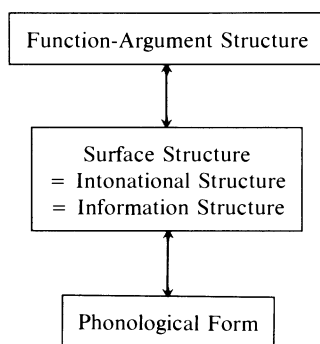 Function-Argument Structure
Surface Structure
= Intonational Structure
= Information Structure
Phonological Form